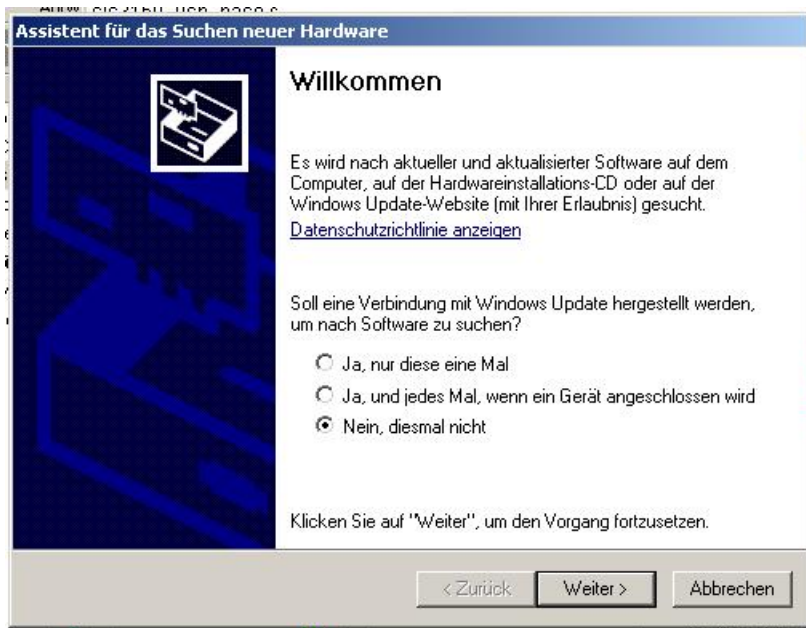 Assistent für das Suchen neuer Hardware
Willkommen
Es wird nach aktueller und aktualisierter Software auf dem
Computer, auf der Hardwareinstallations-CD oder auf der
Windows Update-Website (mit Ihrer Erlaubnis) gesucht.
Datenschutzrichtlinie anzeigen
Soll eine Verbindung mit Windows Update hergestellt werden,
um nach Software zu suchen?
Ja, nur diese eine Mal
Ja, und jedes Mal, wenn ein Gerät angeschlossen wird
Nein, diesmal nicht
Klicken Sie auf "Weiter", um den Vorgang fortzusetzen.
< Zurück Weiter > Abbrechen